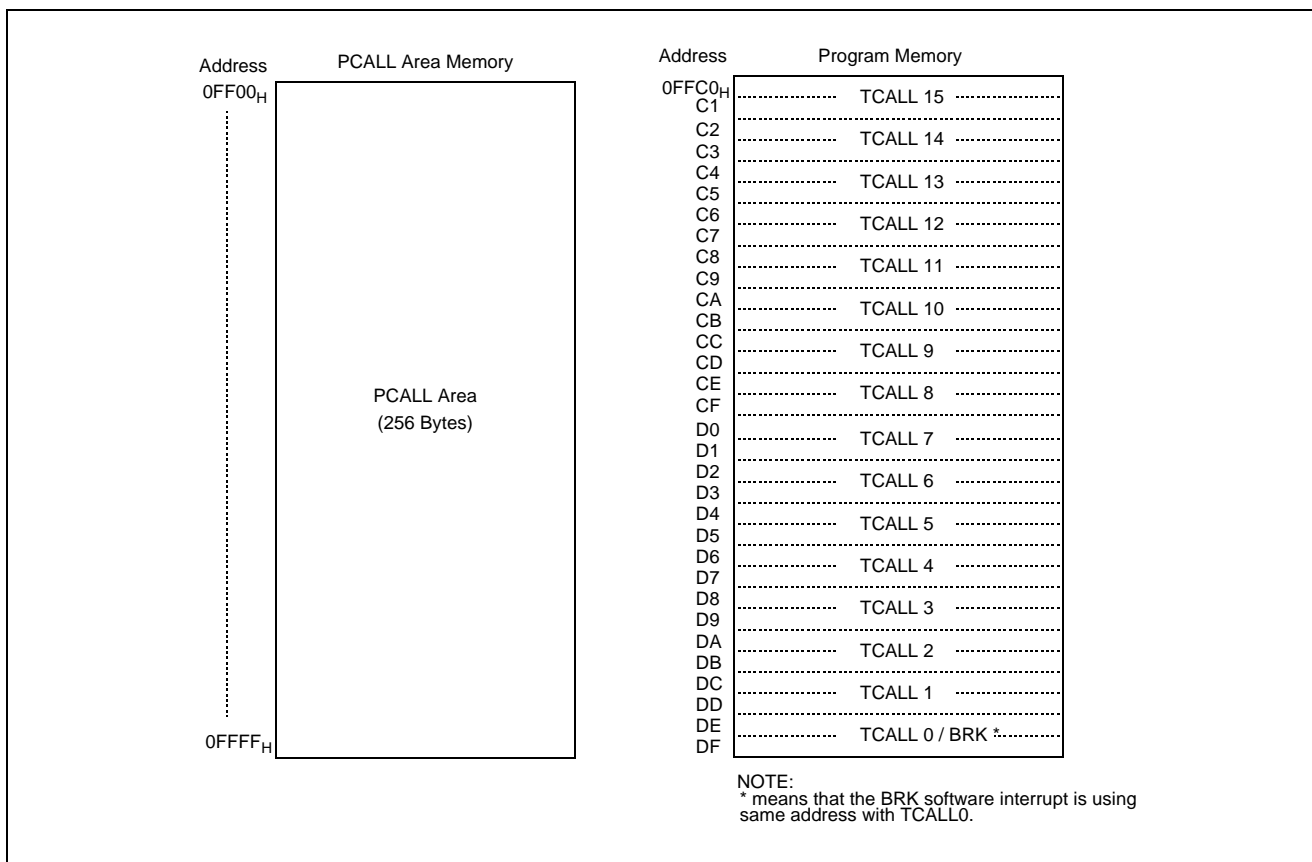 Address
PCALL Area Memory
0FF00H
PCALL Area
(256 Bytes)
0FFFFH
Address
Program Memory
0FFC0H
C1
TCALL 15
C2
C3
TCALL 14
C4
C5
TCALL 13
C6
C7
TCALL 12
C8
C9
TCALL 11
CA
CB
TCALL 10
CC
CD
TCALL 9
CE
CF
TCALL 8
D0
D1
TCALL 7
D2
D3
TCALL 6
D4
D5
TCALL 5
D6
D7
TCALL 4
D8
D9
TCALL 3
DA
DB
TCALL 2
DC
DD
TCALL 1
DE
DF
TCALL 0 / BRK *
NOTE:
* means that the BRK software interrupt is using
same address with TCALL0.